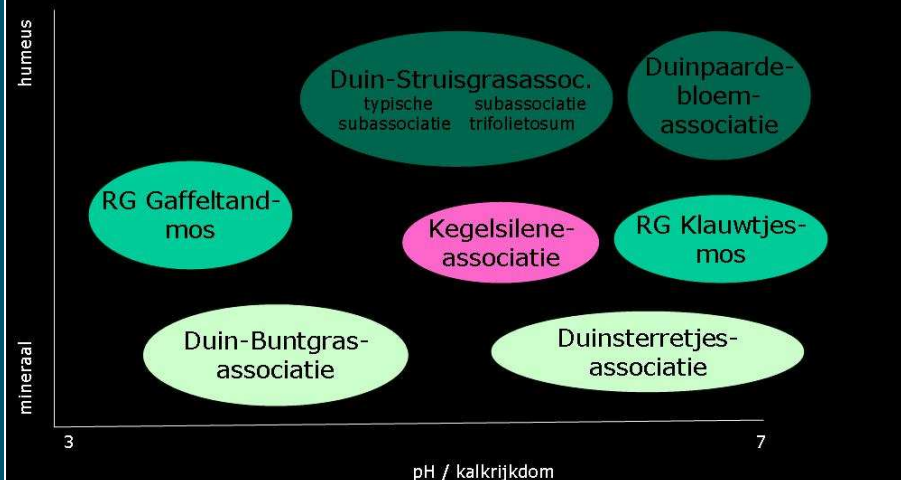 humeus
Duin-Struisgrasassoc.
typische subassociatie
subassociatie trifolietosum
Duinpaarde-
bloem-
associatie
RG Gaffeltand-
mos
Kegelsilene-
associatie
RG Klauwtjes-
mos
Duin-Buntgras-
associatie
Duinsterretjes-
associatie
mineraal
3
7
pH / kalkrijkdom